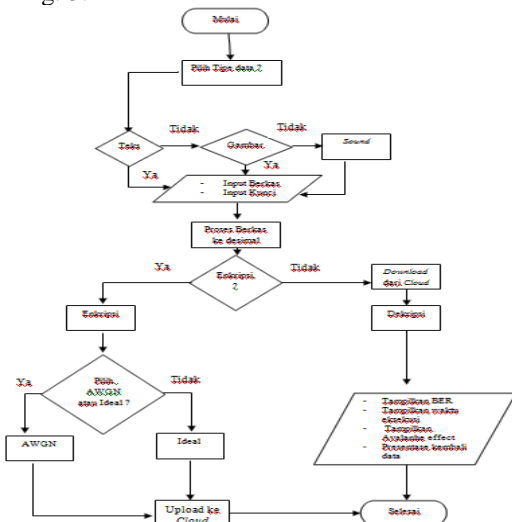 Mulai
Pilih Tipe data ?
Tidak
Tidak
Teks
Gambar
Sound
Ya
Ya
- Input Berkas
- Input Kunci
Proses Berkas
ke desimal
Ya
Enkripsi
?
Tidak
Download
dari Cloud
Enkripsi
Dekripsi
Ya
Pilih
AWGN
atau Ideal ?
Tidak
- Tampilkan BER
- Tampilkan waktu
eksekusi
- Tampilkan
Avalanhe effect
- Presentase kembali
data
AWGN
Ideal
Upload ke
Cloud
Selesai